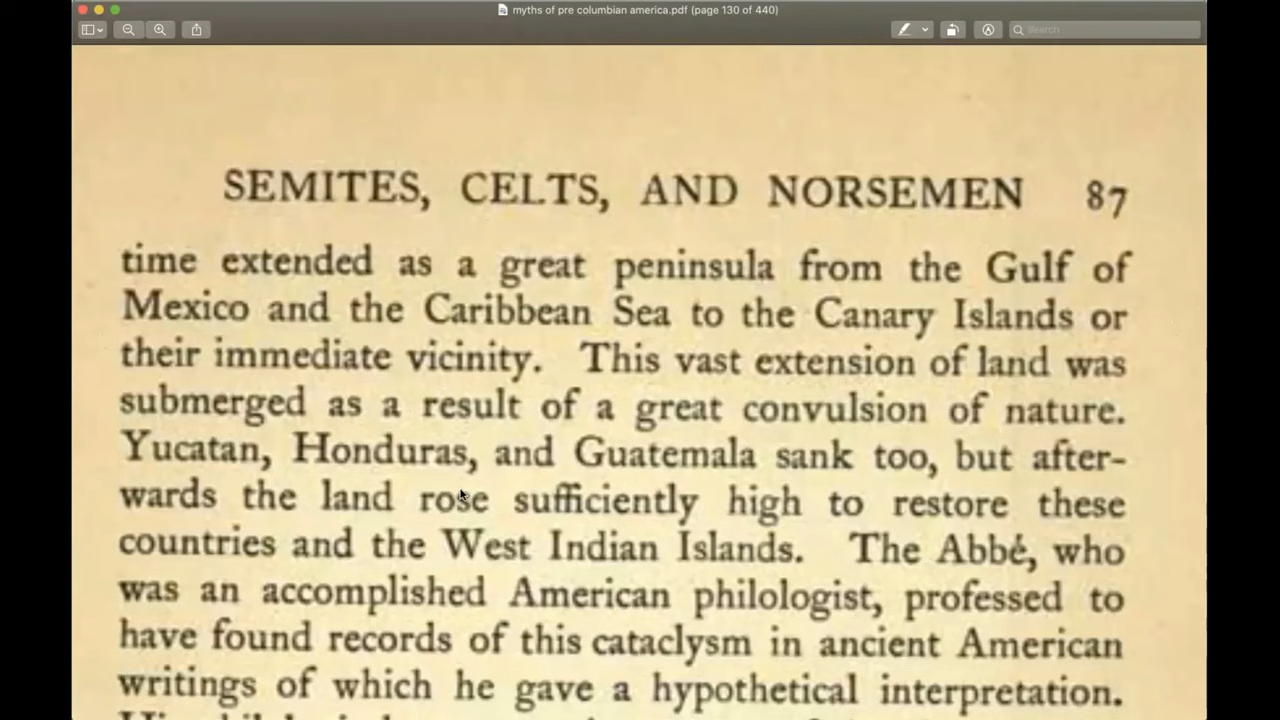 myths of pre columbian america.pdf (page 130 of 440)
Search
SEMITES, CELTS, AND NORSEMEN 87
time extended as a great peninsula from the Gulf of
Mexico and the Caribbean Sea to the Canary Islands or
their immediate vicinity. This vast extension of land was
submerged as a result of a great convulsion of nature.
Yucatan, Honduras, and Guatemala sank too, but after-
wards the land rose sufficiently high to restore these
countries and the West Indian Islands. The Abbé, who
was an accomplished American philologist, professed to
have found records of this cataclysm in ancient American
writings of which he gave a hypothetical interpretation.